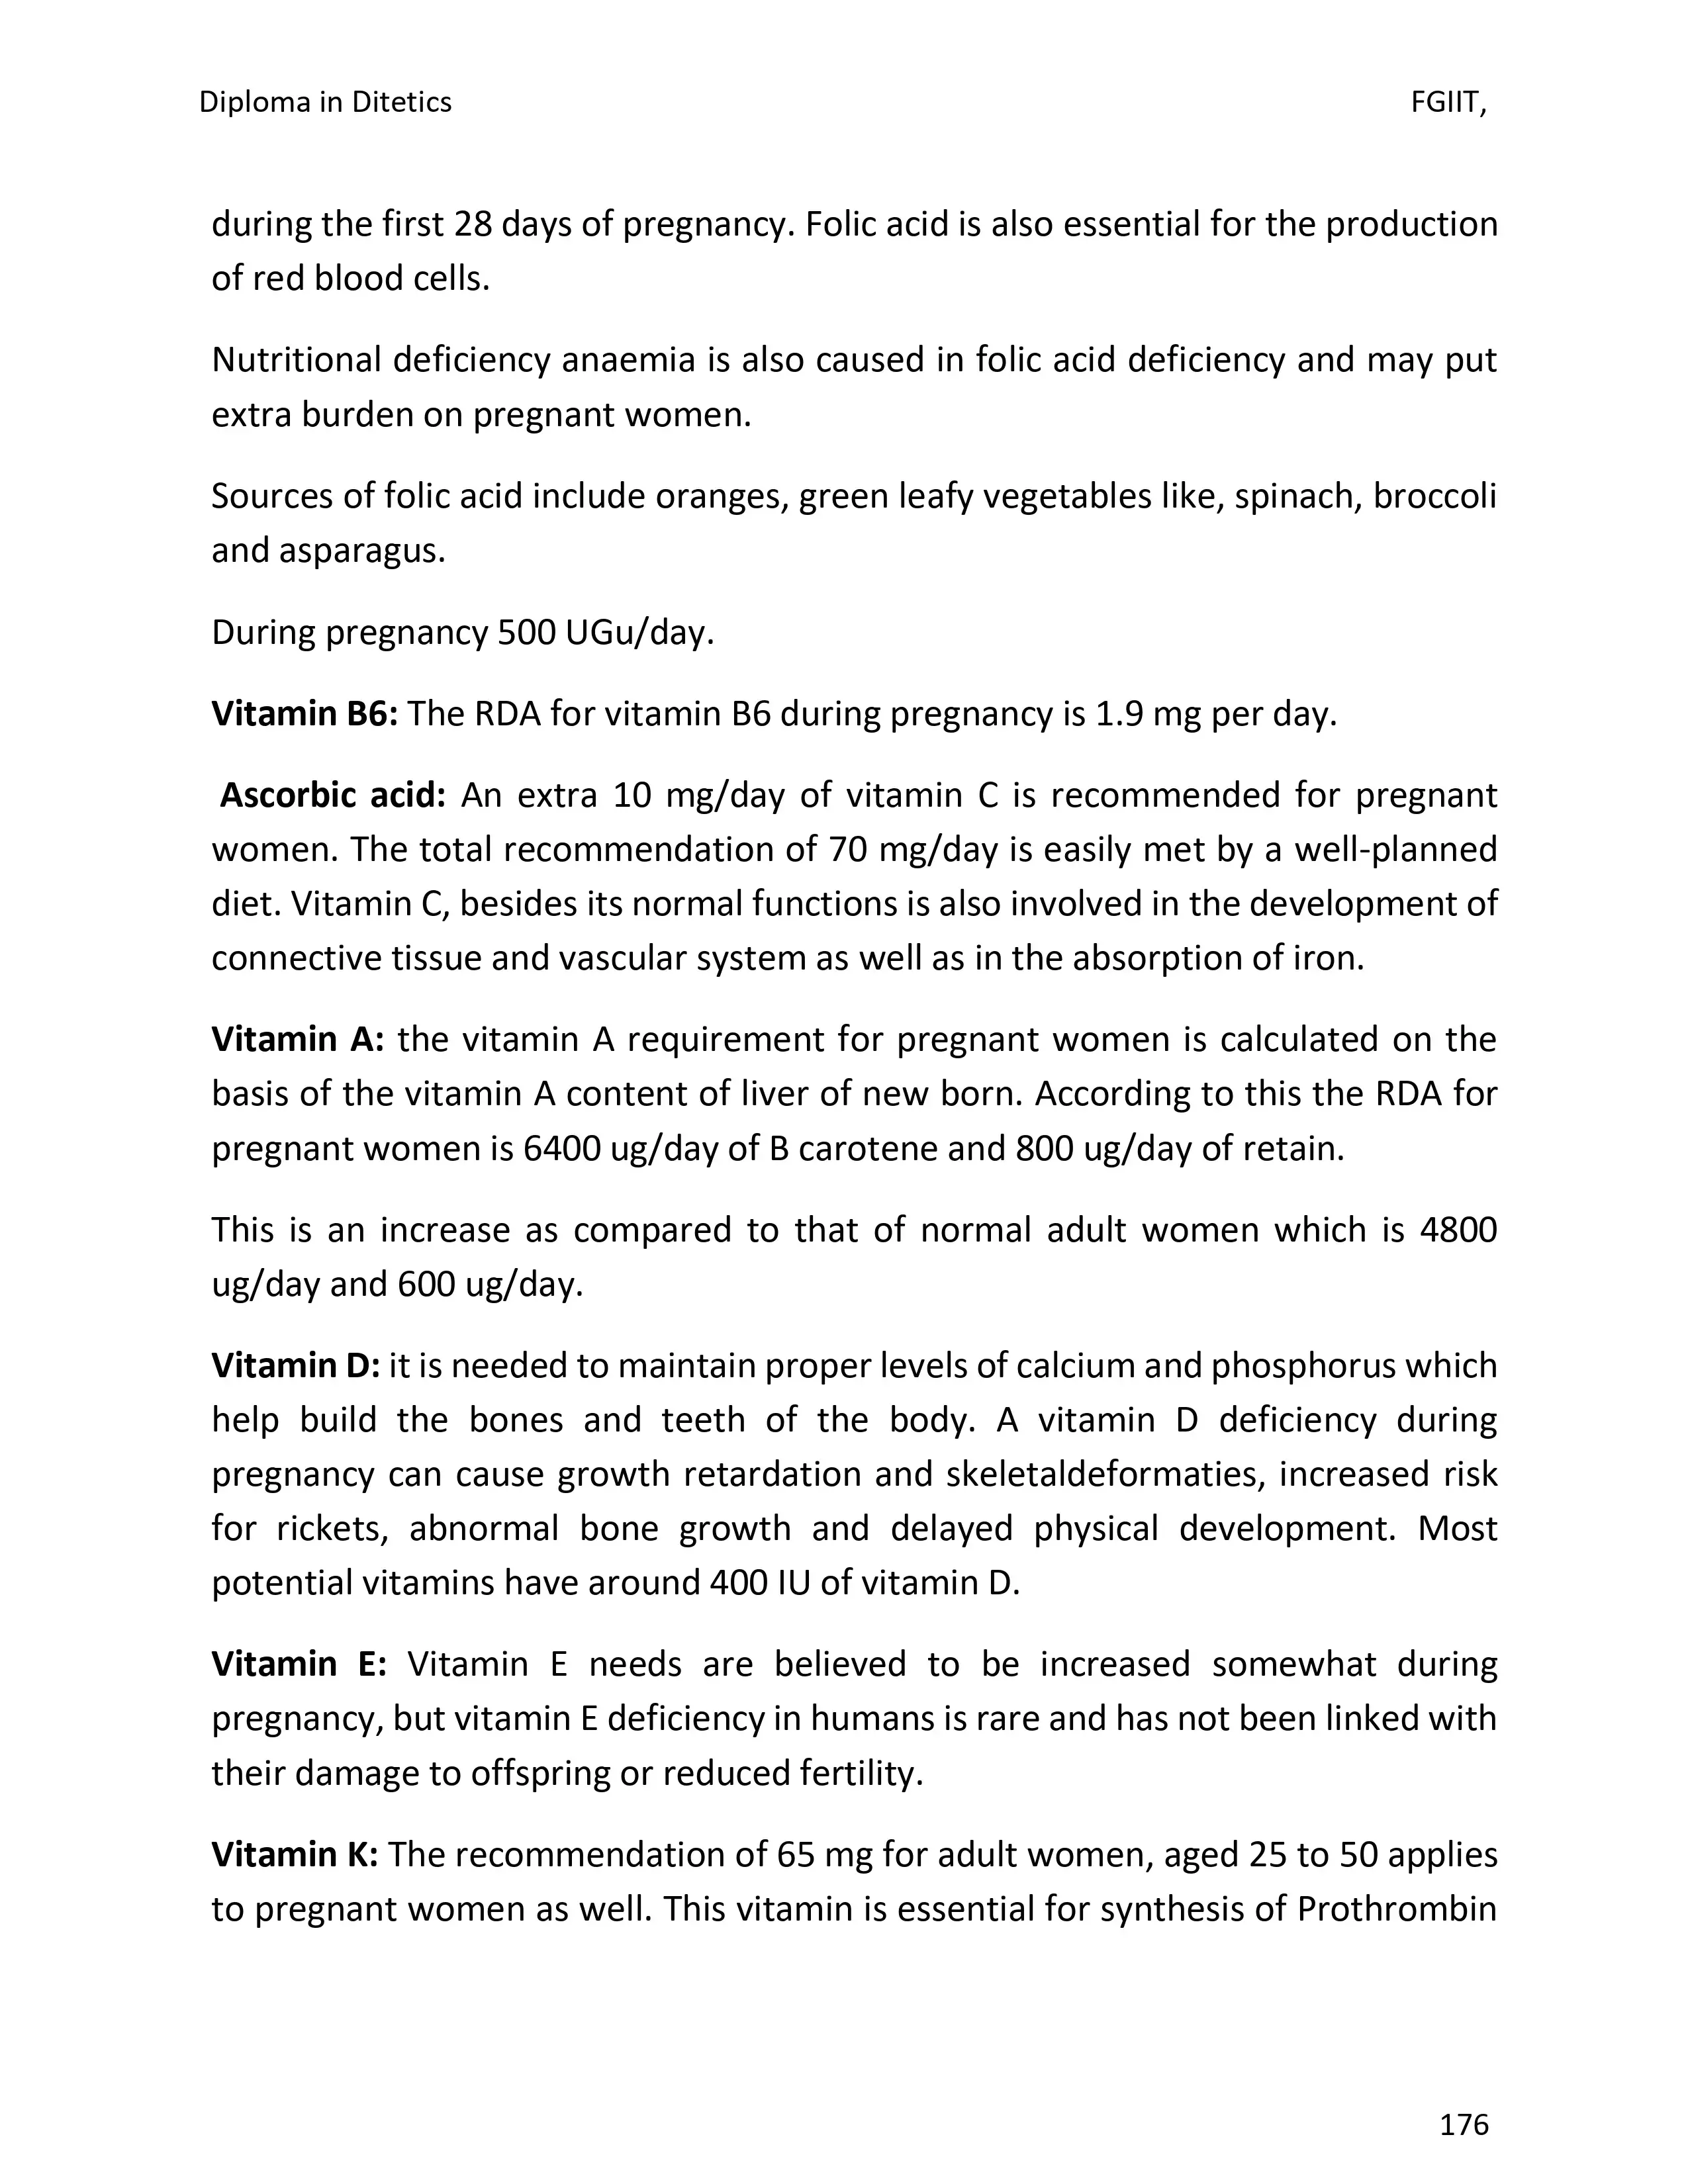 Diploma in Ditetics FGIIT,
during the first 28 days of pregnancy. Folic acid is also essential for the production
of red blood cells.
Nutritional deficiency anaemia is also caused in folic acid deficiency and may put
extra burden on pregnant women.
Sources of folic acid include oranges, green leafy vegetables like, spinach, broccoli
and asparagus.
During pregnancy 500 UGu/day.
Vitamin B6: The RDA for vitamin B6 during pregnancy is 1.9 mg per day.
Ascorbic acid: An extra 10 mg/day of vitamin C is recommended for pregnant
women. The total recommendation of 70 mg/day is easily met by a well-planned
diet. Vitamin C, besides its normal functions is also involved in the development of
connective tissue and vascular system as well as in the absorption of iron.
Vitamin A: the vitamin A requirement for pregnant women is calculated on the
basis of the vitamin A content of liver of new born. According to this the RDA for
pregnant women is 6400 ug/day of B carotene and 800 ug/day of retain.
This is an increase as compared to that of normal adult women which is 4800
ug/day and 600 ug/day.
Vitamin D: it is needed to maintain proper levels of calcium and phosphorus which
help build the bones and teeth of the body. A vitamin D deficiency during
pregnancy can cause growth retardation and skeletaldeformaties, increased risk
for rickets, abnormal bone growth and delayed physical development. Most
potential vitamins have around 400 IU of vitamin D.
Vitamin E: Vitamin E needs are believed to be increased somewhat during
pregnancy, but vitamin E deficiency in humans is rare and has not been linked with
their damage to offspring or reduced fertility.
Vitamin K: The recommendation of 65 mg for adult women, aged 25 to 50 applies
to pregnant women as well. This vitamin is essential for synthesis of Prothrombin
176